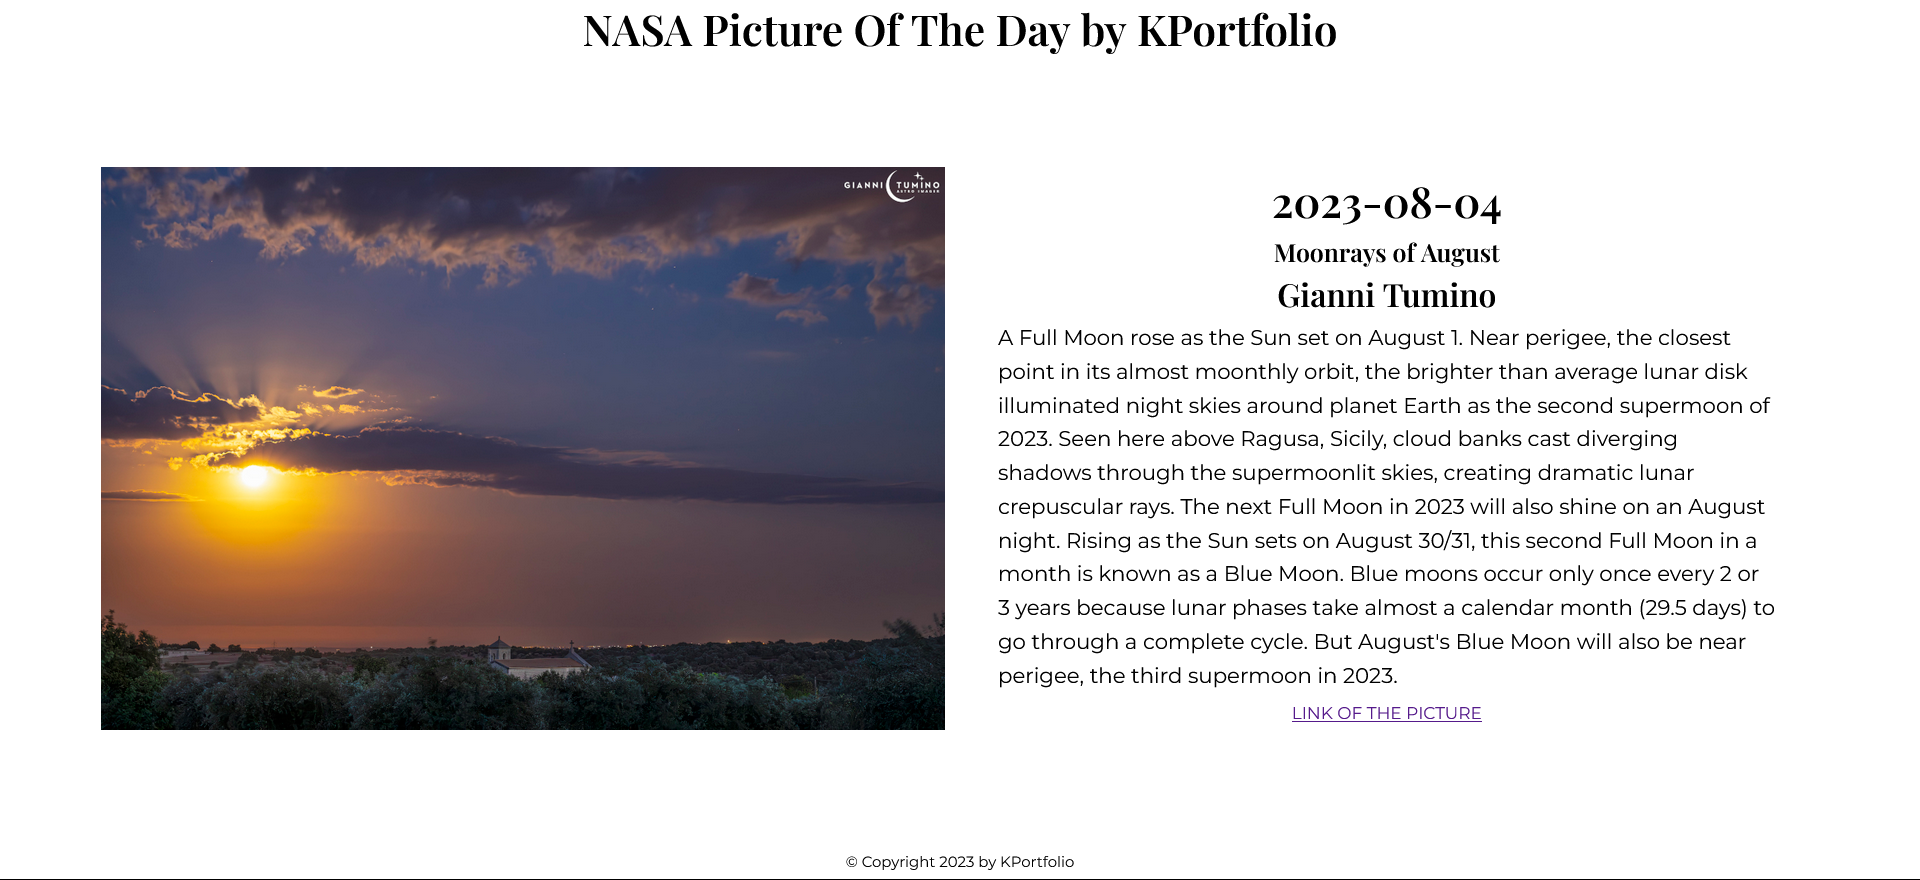 NASA Picture Of The Day by KPortfolio
GIANNI TUMINO
ASTRO IMAGER
2023-08-04
Moonrays of August
Gianni Tumino
A Full Moon rose as the Sun set on August 1. Near perigee, the closest
point in its almost moonthly orbit, the brighter than average lunar disk
illuminated night skies around planet Earth as the second supermoon of
2023. Seen here above Ragusa, Sicily, cloud banks cast diverging
shadows through the supermoonlit skies, creating dramatic lunar
crepuscular rays. The next Full Moon in 2023 will also shine on an August
night. Rising as the Sun sets on August 30/31, this second Full Moon in a
month is known as a Blue Moon. Blue moons occur only once every 2 or
3 years because lunar phases take almost a calendar month (29.5 days) to
go through a complete cycle. But August's Blue Moon will also be near
perigee, the third supermoon in 2023.
LINK OF THE PICTURE
© Copyright 2023 by KPortfolio